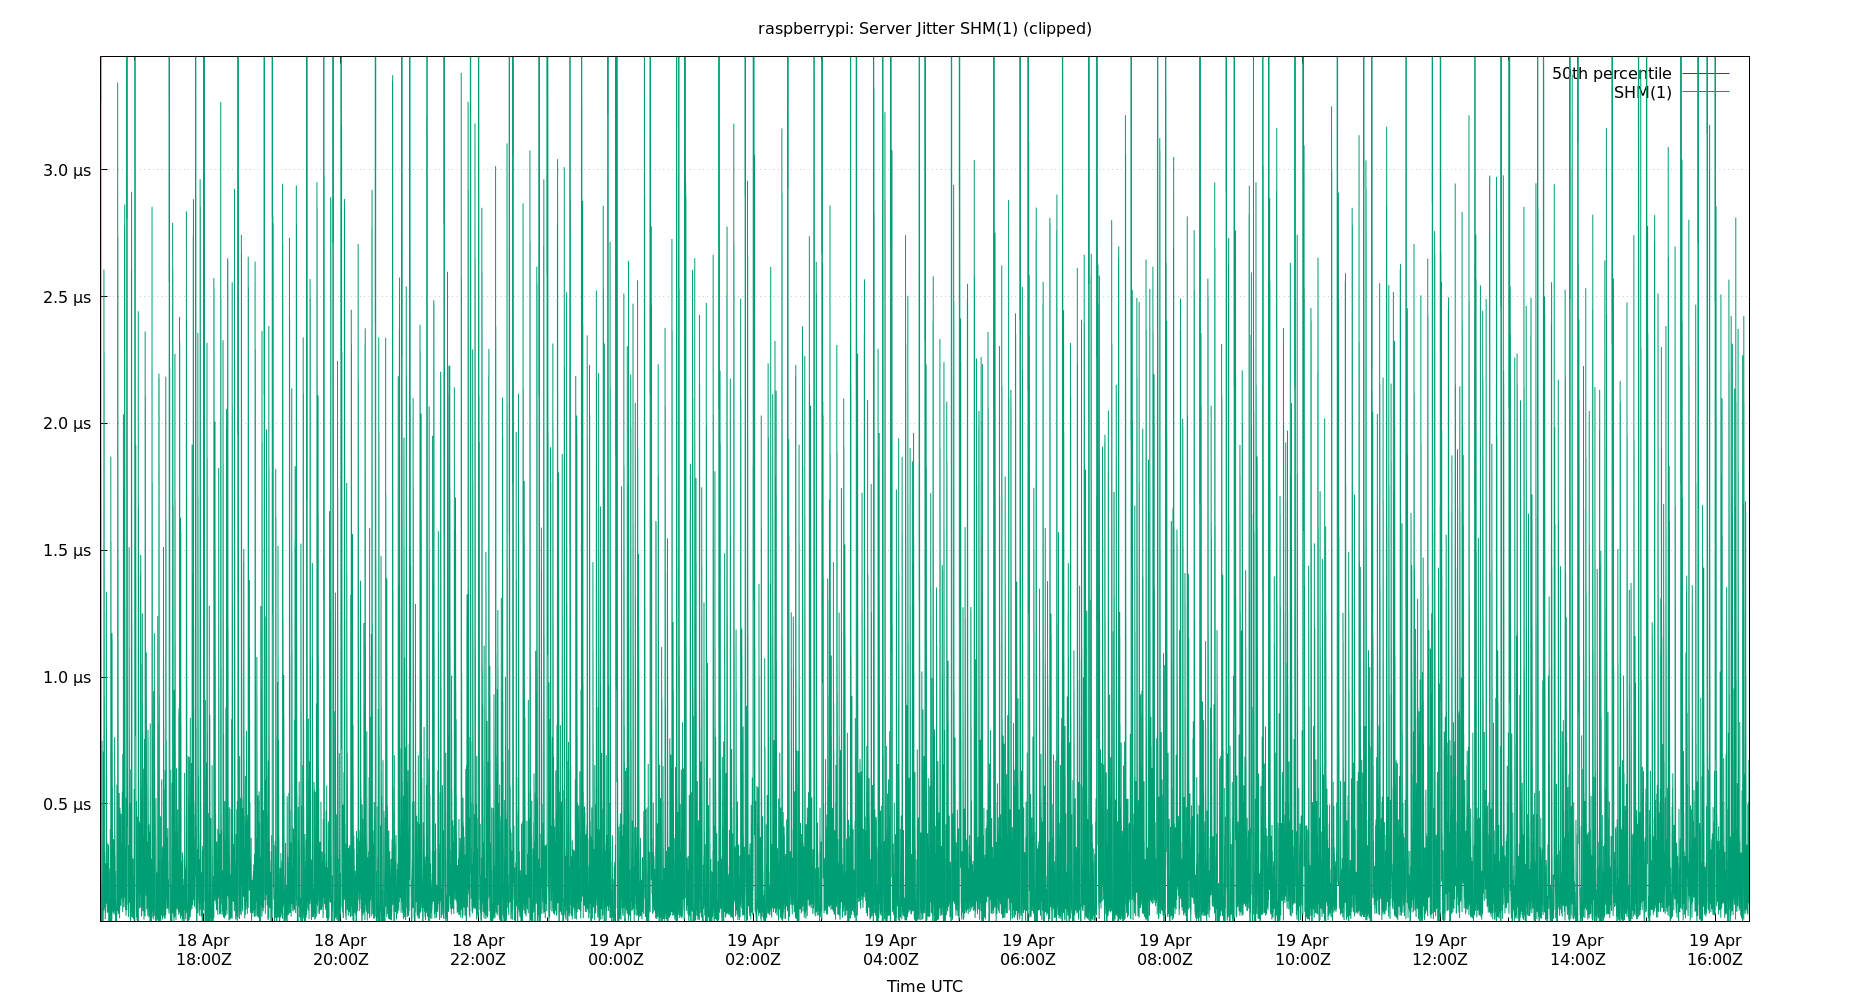 raspberrypi: Server Jitter SHM(1) (clipped)
50th percentile
SHM(1)
3.0 µs
2.5 µs
2.0 µs
1.5 µs
1.0 µs
0.5 µs
18 Apr 18 Apr 18 Apr 19 Apr 19 Apr 19 Apr 19 Apr 19 Apr 19 Apr 19 Apr 19 Apr 19 Apr
18:00Z 20:00Z 22:00Z 00:00Z 02:00Z 04:00Z 06:00Z 08:00Z 10:00Z 12:00Z 14:00Z 16:00Z
Time UTC